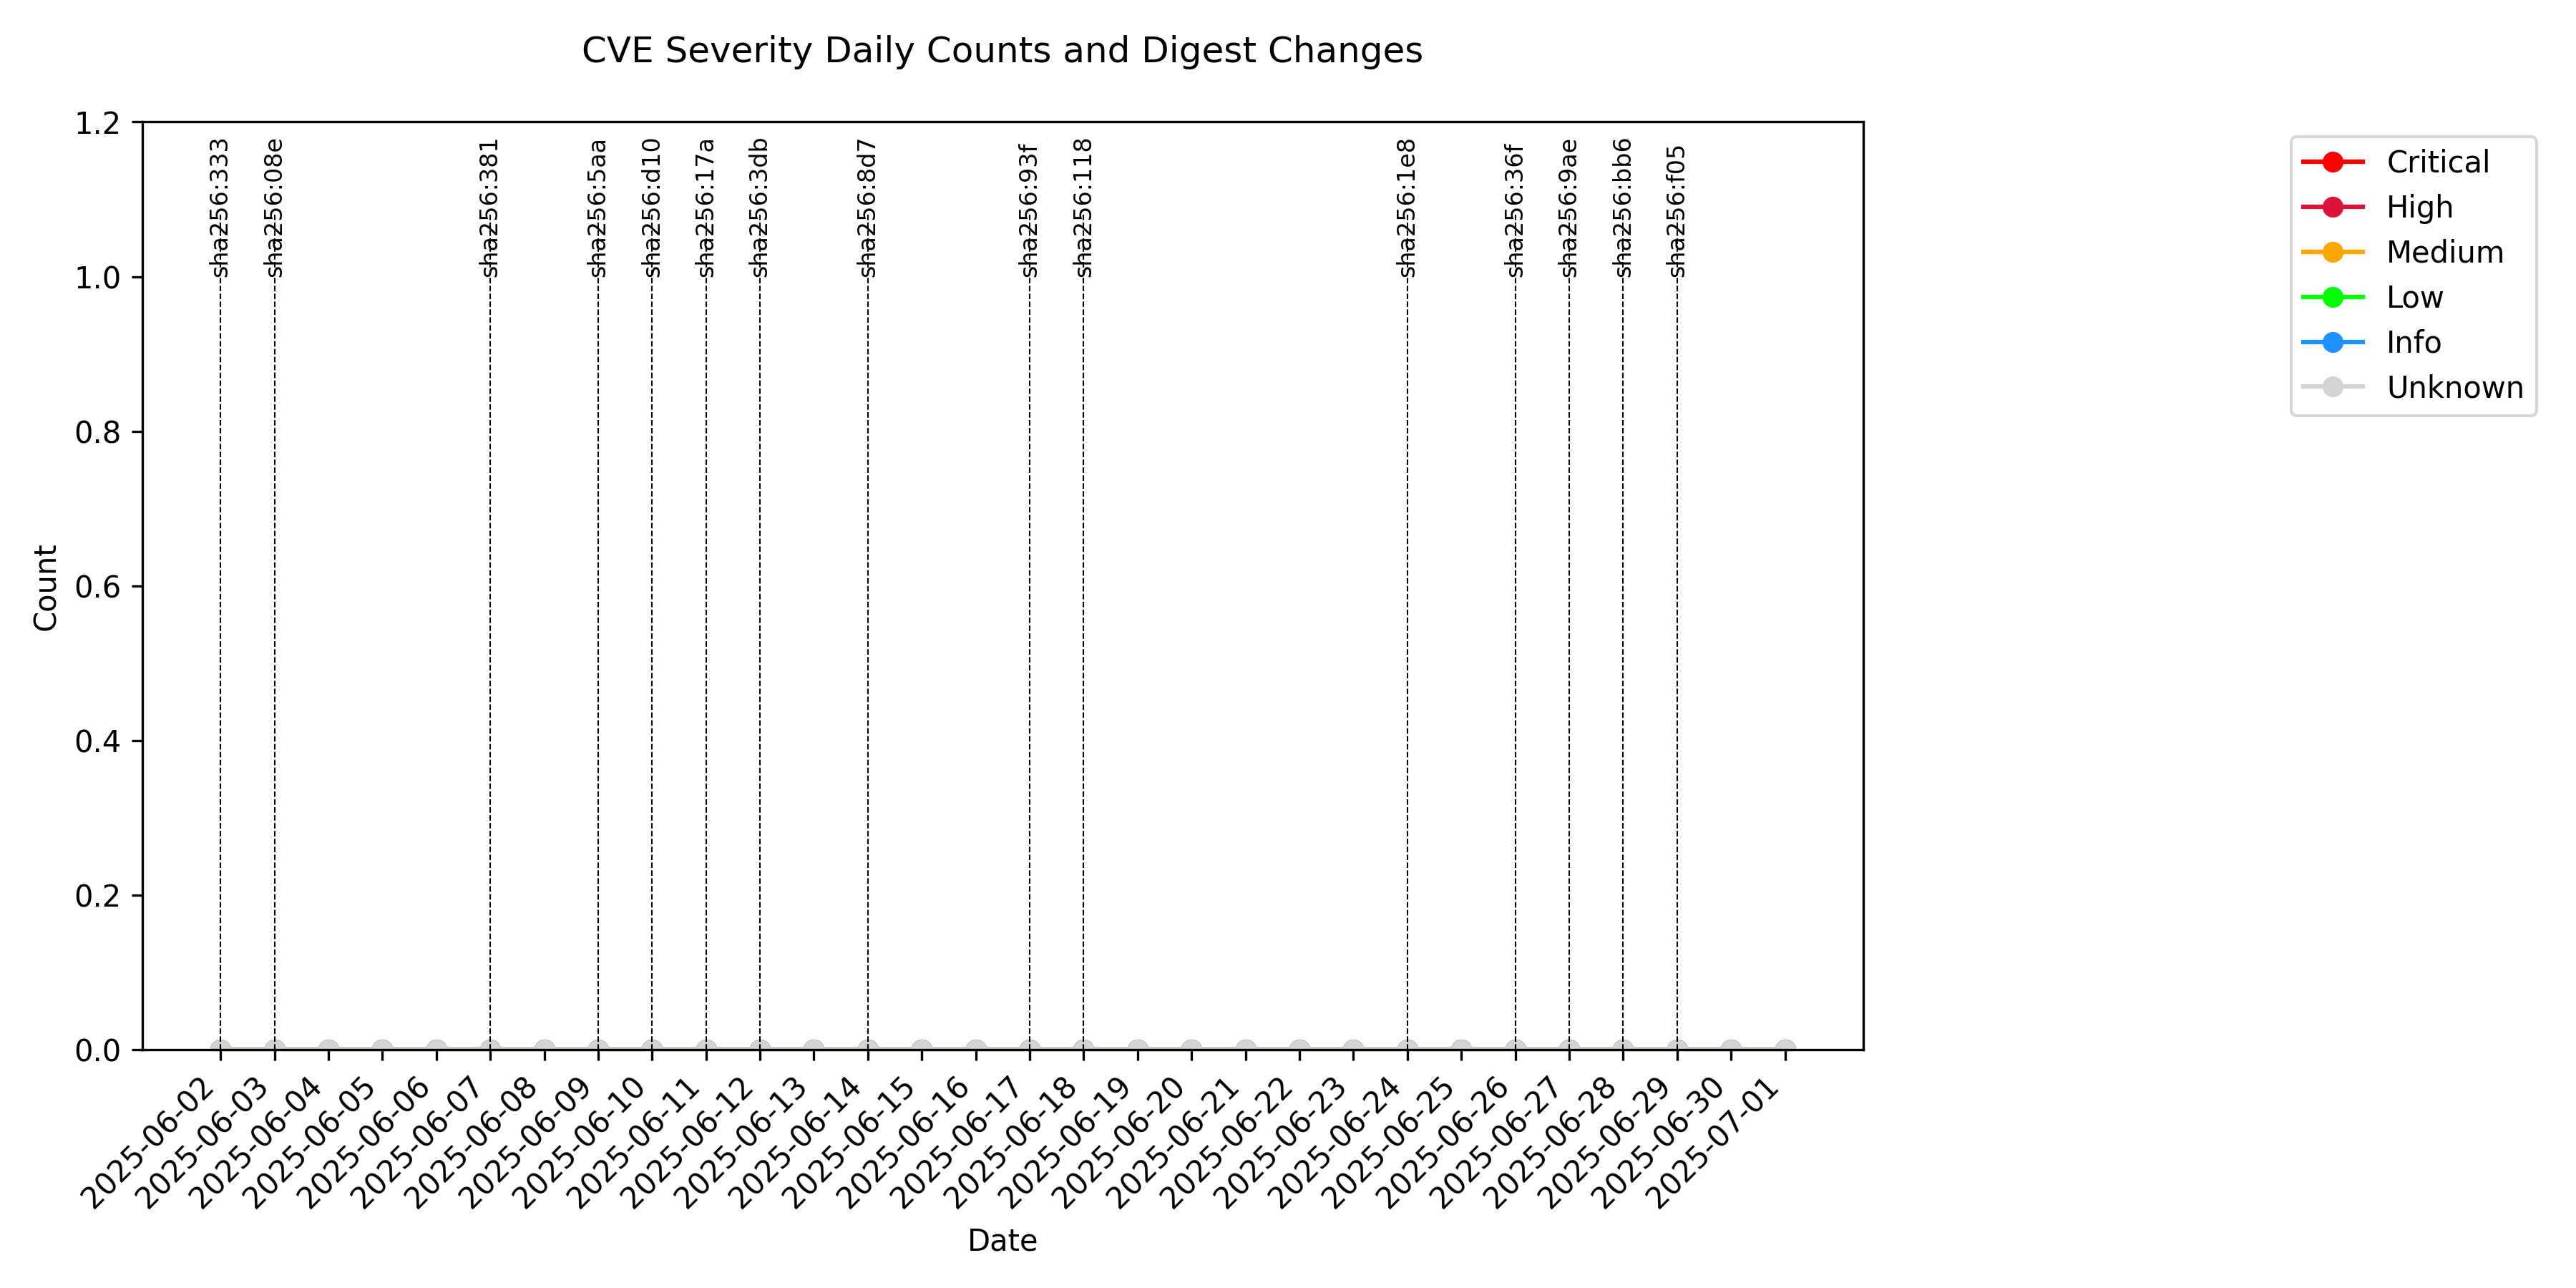 CVE Severity Daily Counts and Digest Changes
1.2
1.0
0.8
0.6
0.4
0.2
0.0
Count
sha256:333
sha256:08e
sha256:381
sha256:5aa
sha256:d10
sha256:17a
sha256:3db
sha256:8d7
sha256:93f
sha256:118
sha256:1e8
sha256:36f
sha256:9ae
sha256:bb6
sha256:f05
2025-06-02
2025-06-03
2025-06-04
2025-06-05
2025-06-06
2025-06-07
2025-06-08
2025-06-09
2025-06-10
2025-06-11
2025-06-12
2025-06-13
2025-06-14
2025-06-15
2025-06-16
2025-06-17
2025-06-18
2025-06-19
2025-06-20
2025-06-21
2025-06-22
2025-06-23
2025-06-24
2025-06-25
2025-06-26
2025-06-27
2025-06-28
2025-06-29
2025-06-30
2025-07-01
Date
Critical
High
Medium
Low
Info
Unknown